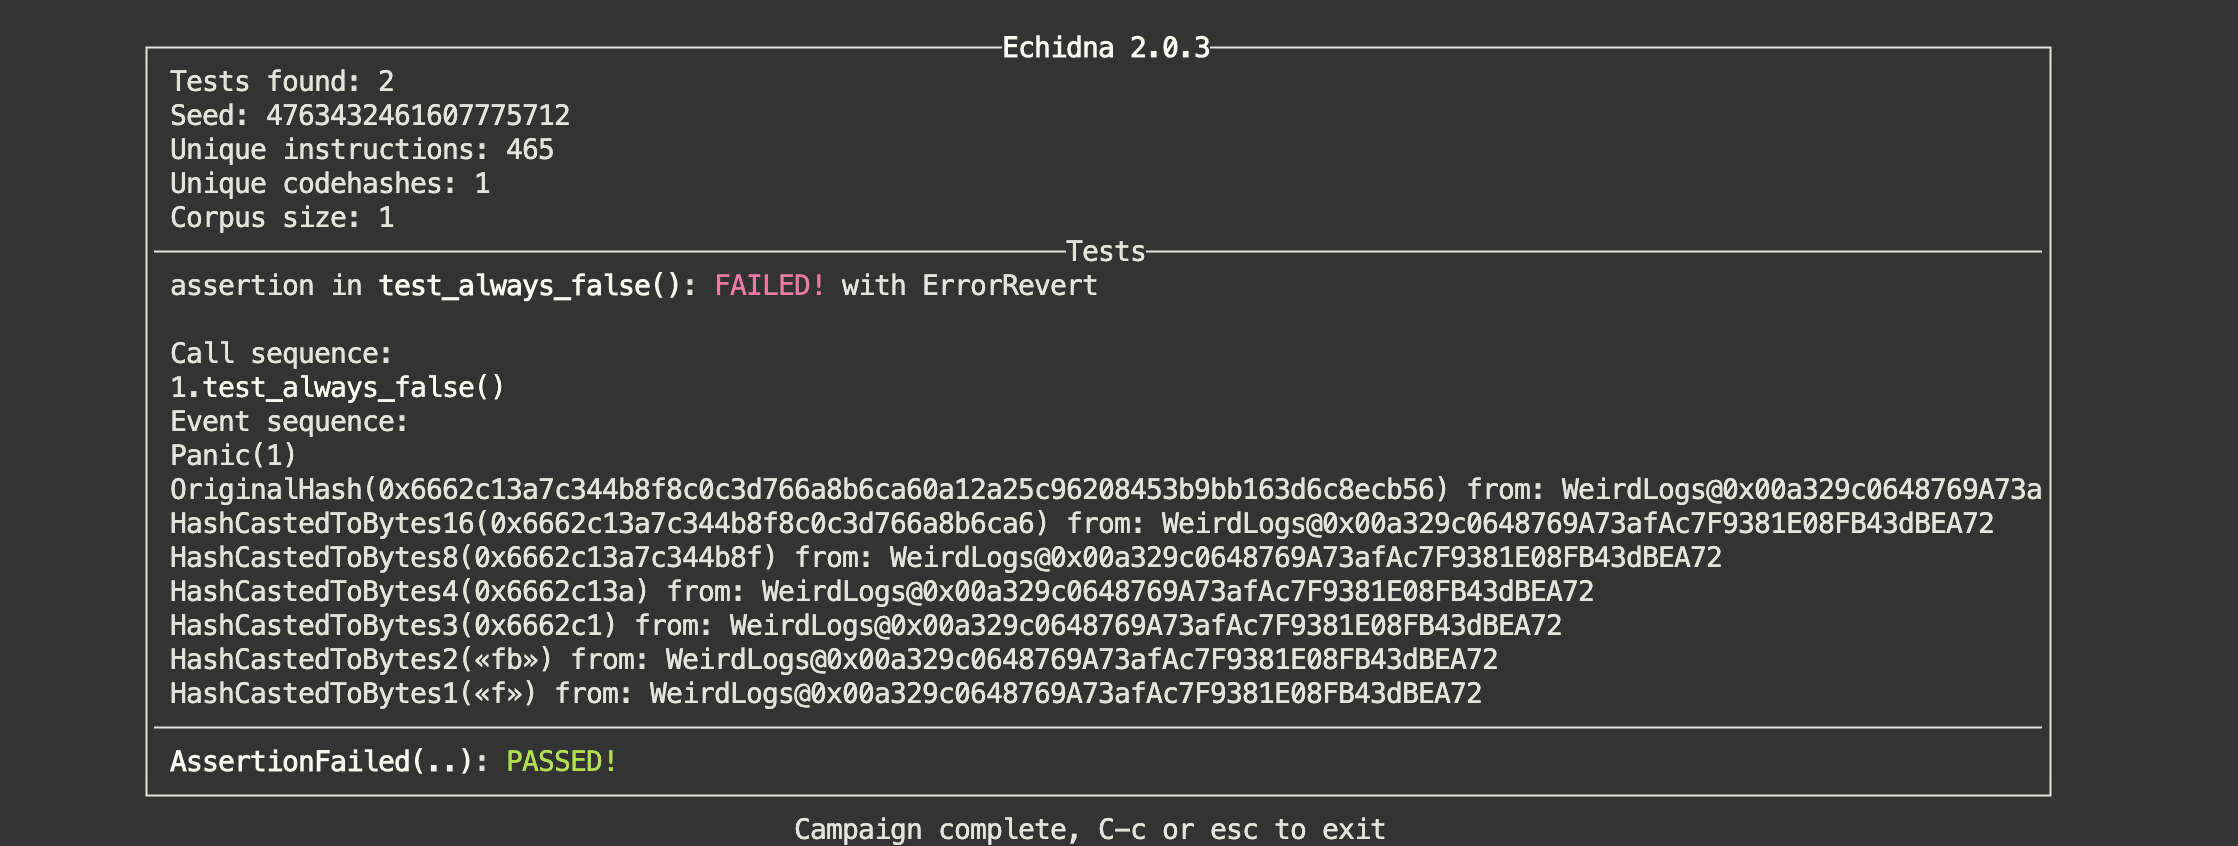 Echidna 2.0.3
Tests found: 2
Seed: 4763432461607775712
Unique instructions: 465
Unique codehashes: 1
Corpus size: 1
Tests
assertion in test_always_false(): FAILED! with ErrorRevert
Call sequence:
1.test_always_false()
Event sequence:
Panic(1)
OriginalHash(0x6662c13a7c344b8f8c0c3d766a8b6ca60a12a25c96208453b9bb163d6c8ecb56) from: WeirdLogs@0x00a329c0648769A73a
HashCastedToBytes16(0x6662c13a7c344b8f8c0c3d766a8b6ca6) from: WeirdLogs@0x00a329c0648769A73afAc7F9381E08FB43dBEA72
HashCastedToBytes8(0x6662c13a7c344b8f) from: WeirdLogs@0x00a329c0648769A73afAc7F9381E08FB43dBEA72
HashCastedToBytes4(0x6662c13a) from: WeirdLogs@0x00a329c0648769A73afAc7F9381E08FB43dBEA72
HashCastedToBytes3(0x6662c1) from: WeirdLogs@0x00a329c0648769A73afAc7F9381E08FB43dBEA72
HashCastedToBytes2(«fb») from: WeirdLogs@0x00a329c0648769A73afAc7F9381E08FB43dBEA72
HashCastedToBytes1(«f») from: WeirdLogs@0x00a329c0648769A73afAc7F9381E08FB43dBEA72
AssertionFailed(..): PASSED!
Campaign complete, C-c or esc to exit